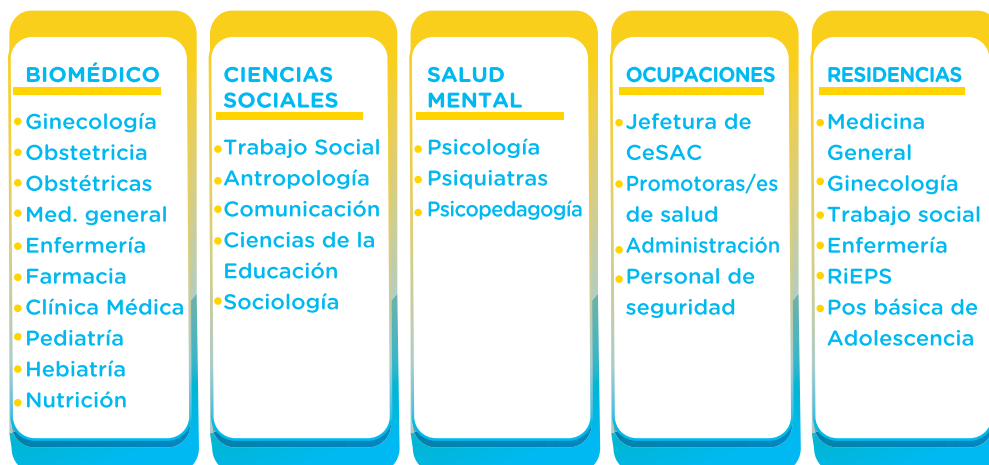 BIOMÉDICO
Ginecología
Obstetricia
Obstétricas
Med. general
Enfermería
Farmacia
Clínica Médica
Pediatría
Hebiatría
Nutrición
CIENCIAS
SOCIALES
Trabajo Social
Antropología
Comunicación
Ciencias de la
Educación
Sociología
SALUD
MENTAL
Psicología
Psiquiatras
Psicopedagogía
OCUPACIONES
Jefetura de
CeSAC
Promotoras/es
de salud
Administración
Personal de
seguridad
RESIDENCIAS
Medicina
General
Ginecología
Trabajo social
Enfermería
RiEPS
Pos básica de
Adolescencia